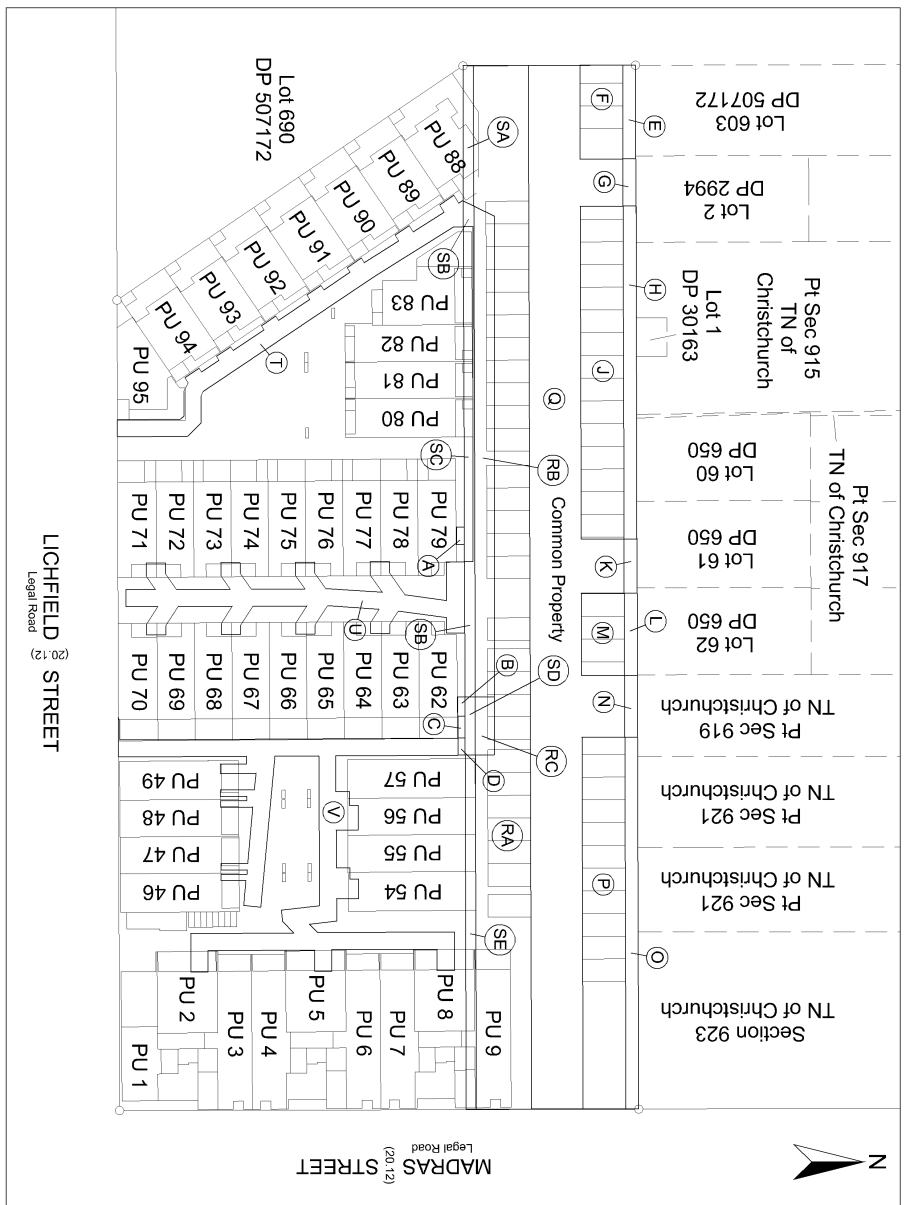 Lot 690
DP 507172
PU 88
PU 89
PU 90
PU 91
PU 92
PU 93
PU 94
PU 95
SA
SB
T
PU 83
PU 82
PU 81
PU 80
F
E
G
H
J
Q
Lot 603
DP 507172
Lot 2
DP 2994
Lot 1
DP 30163
Pt Sec 915
TN of
Christchurch
Lot 60
DP 650
Lot 61
DP 650
Lot 62
DP 650
Pt Sec 917
TN of Christchurch
SC
RB
Common Property
PU 71
PU 72
PU 73
PU 74
PU 75
PU 76
PU 77
PU 78
PU 79
A
K
L
M
U
SB
B
SD
N
PU 70
PU 69
PU 68
PU 67
PU 66
PU 65
PU 64
PU 63
PU 62
C
D
RC
Pt Sec 919
TN of Christchurch
Pt Sec 921
TN of Christchurch
Pt Sec 921
TN of Christchurch
Section 923
TN of Christchurch
PU 49
PU 48
PU 47
PU 46
V
PU 57
PU 56
PU 55
PU 54
RA
P
SE
O
PU 1
PU 2
PU 3
PU 4
PU 5
PU 6
PU 7
PU 8
PU 9
LICHFIELD STREET
Legal Road (20.12)
MADRAS STREET
Legal Road (20.12)
N